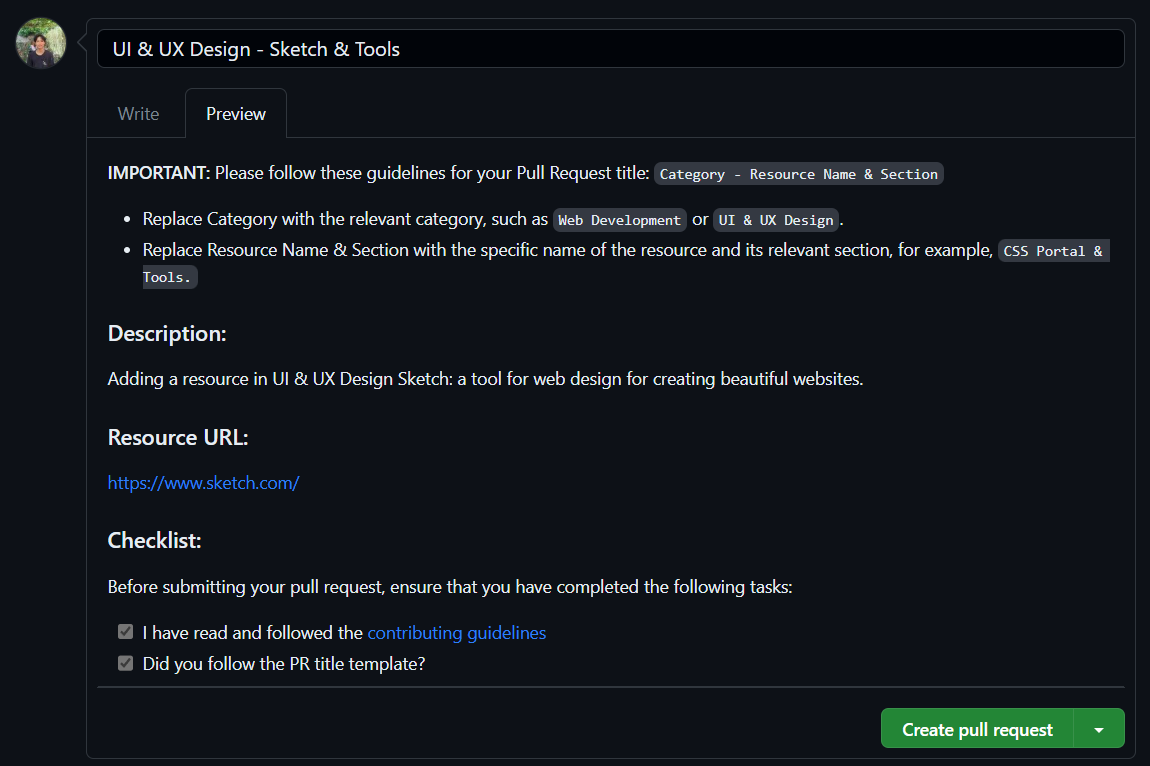 UI & UX Design - Sketch & Tools
Write
Preview
IMPORTANT: Please follow these guidelines for your Pull Request title: Category - Resource Name & Section
Replace Category with the relevant category, such as Web Development or UI & UX Design.
Replace Resource Name & Section with the specific name of the resource and its relevant section, for example, CSS Portal &
Tools.
Description:
Adding a resource in UI & UX Design Sketch: a tool for web design for creating beautiful websites.
Resource URL:
https://www.sketch.com/
Checklist:
Before submitting your pull request, ensure that you have completed the following tasks:
I have read and followed the contributing guidelines
Did you follow the PR title template?
Create pull request